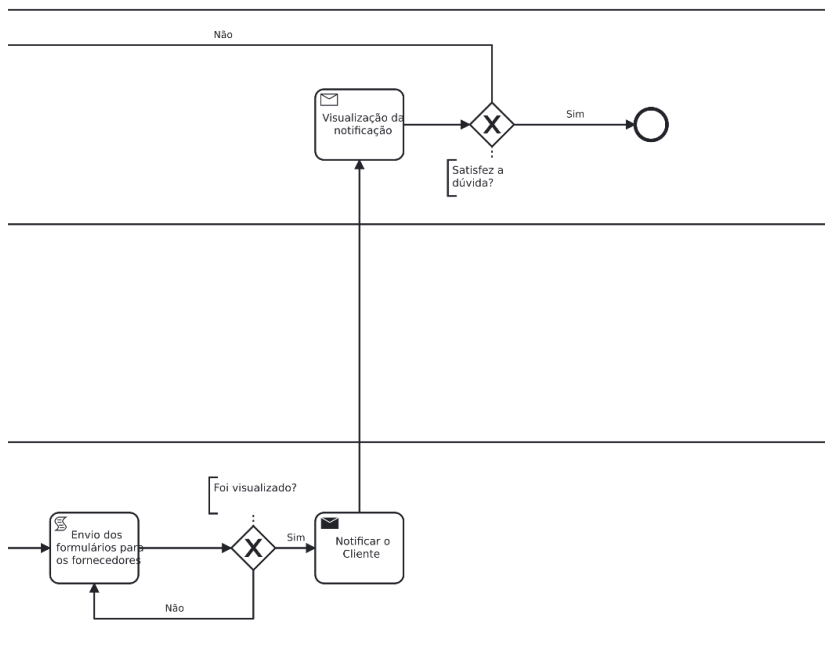 Não
Visualização da
notificação
Sim
Satisfez a
dúvida?
Foi visualizado?
Envio dos
formulários para
os fornecedores
Sim
Notificar o
Cliente
Não